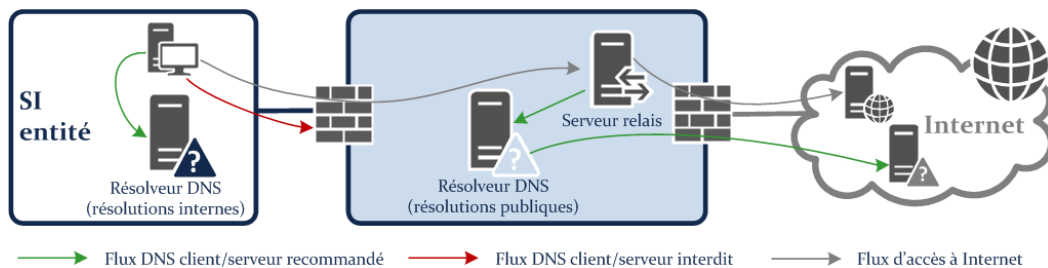 SI
entité
?
Résolveur DNS
(résolutions internes)
Serveur relais
?
Résolveur DNS
(résolutions publiques)
Internet
?
Flux DNS client/serveur recommandé
Flux DNS client/serveur interdit
Flux d'accès à Internet